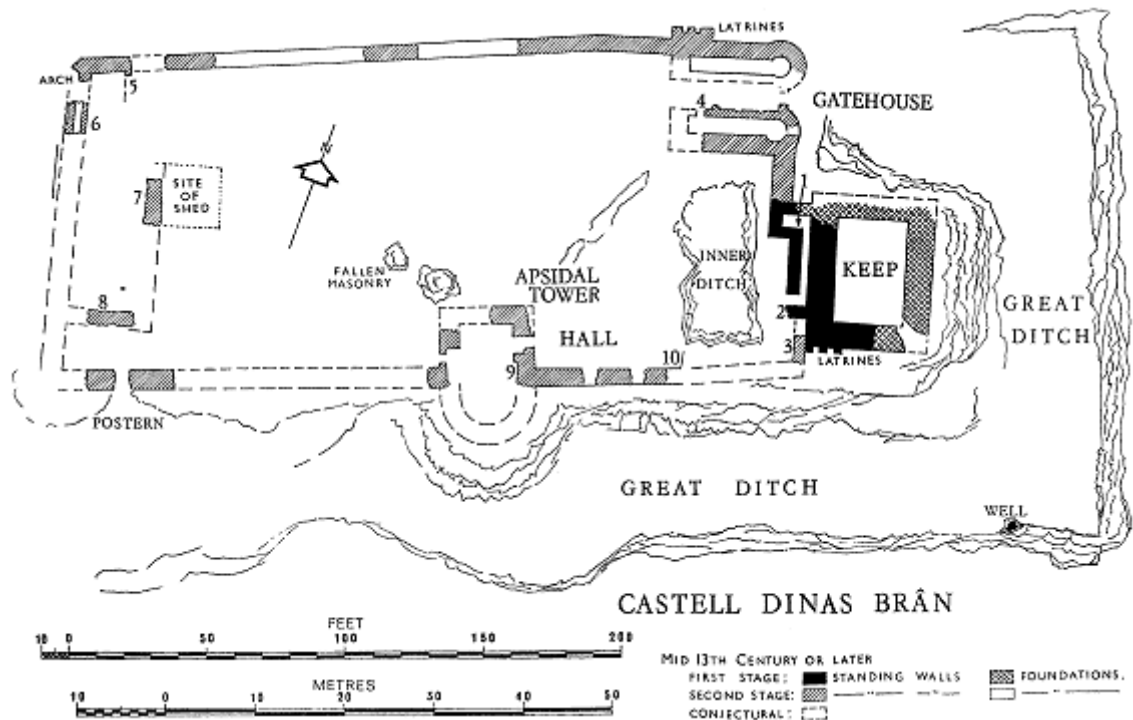 LATRINES
ARCH
5
6
4
GATEHOUSE
N
1
7
SITE
OF
SHED
INNER
DITCH
KEEP
FALLEN
MASONRY
APSIDAL
TOWER
HALL
GREAT
DITCH
8
2
3
9
10
LATRINES
POSTERN
GREAT DITCH
WELL
CASTELL DINAS BRÂN
FEET
10 0 50 100 150 200
METRES
10 0 10 20 30 40 50
MID 13TH CENTURY OR LATER
FIRST STAGE: STANDING WALLS FOUNDATIONS.
SECOND STAGE: —"— —"— —"—
CONJECTURAL: